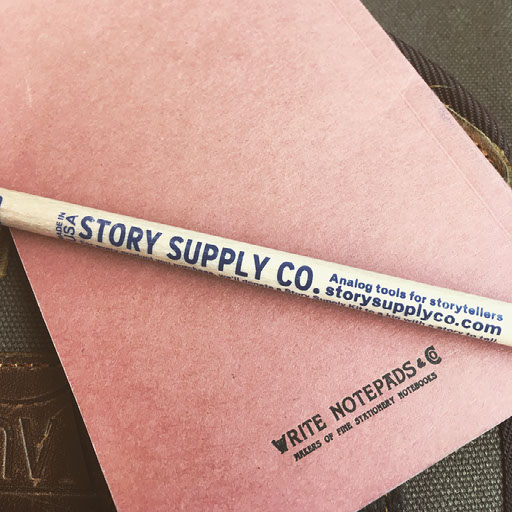 MADE IN
USA
STORY SUPPLY CO.
Analog tools for storytellers
storysupplyco.com
WRITE NOTEPADS & CO
MAKERS OF FINE STATIONERY NOTEBOOKS